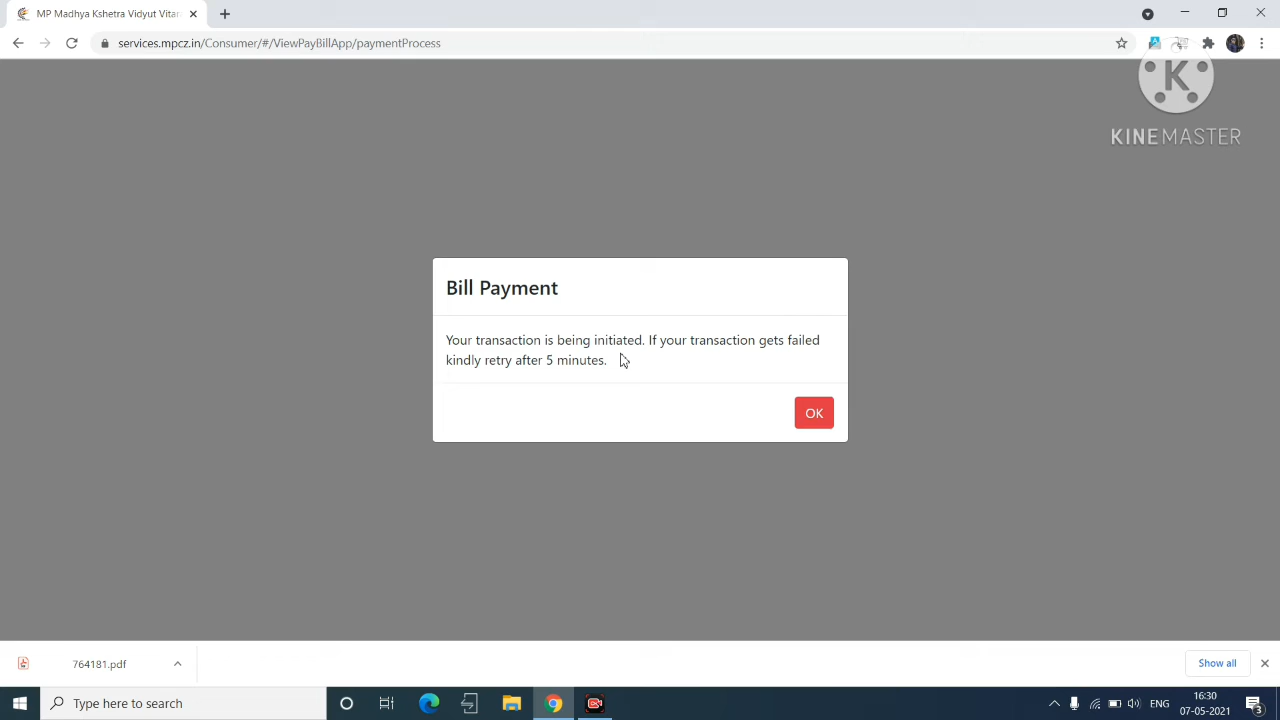 MP Madhya Kshetra Vidyut Vitar
services.mpcz.in/Consumer/#/ViewPayBillApp/paymentProcess
K
KINEMASTER
Bill Payment
Your transaction is being initiated. If your transaction gets failed
kindly retry after 5 minutes.
OK
764181.pdf
Show all
Type here to search
ENG
16:30
07-05-2021
3